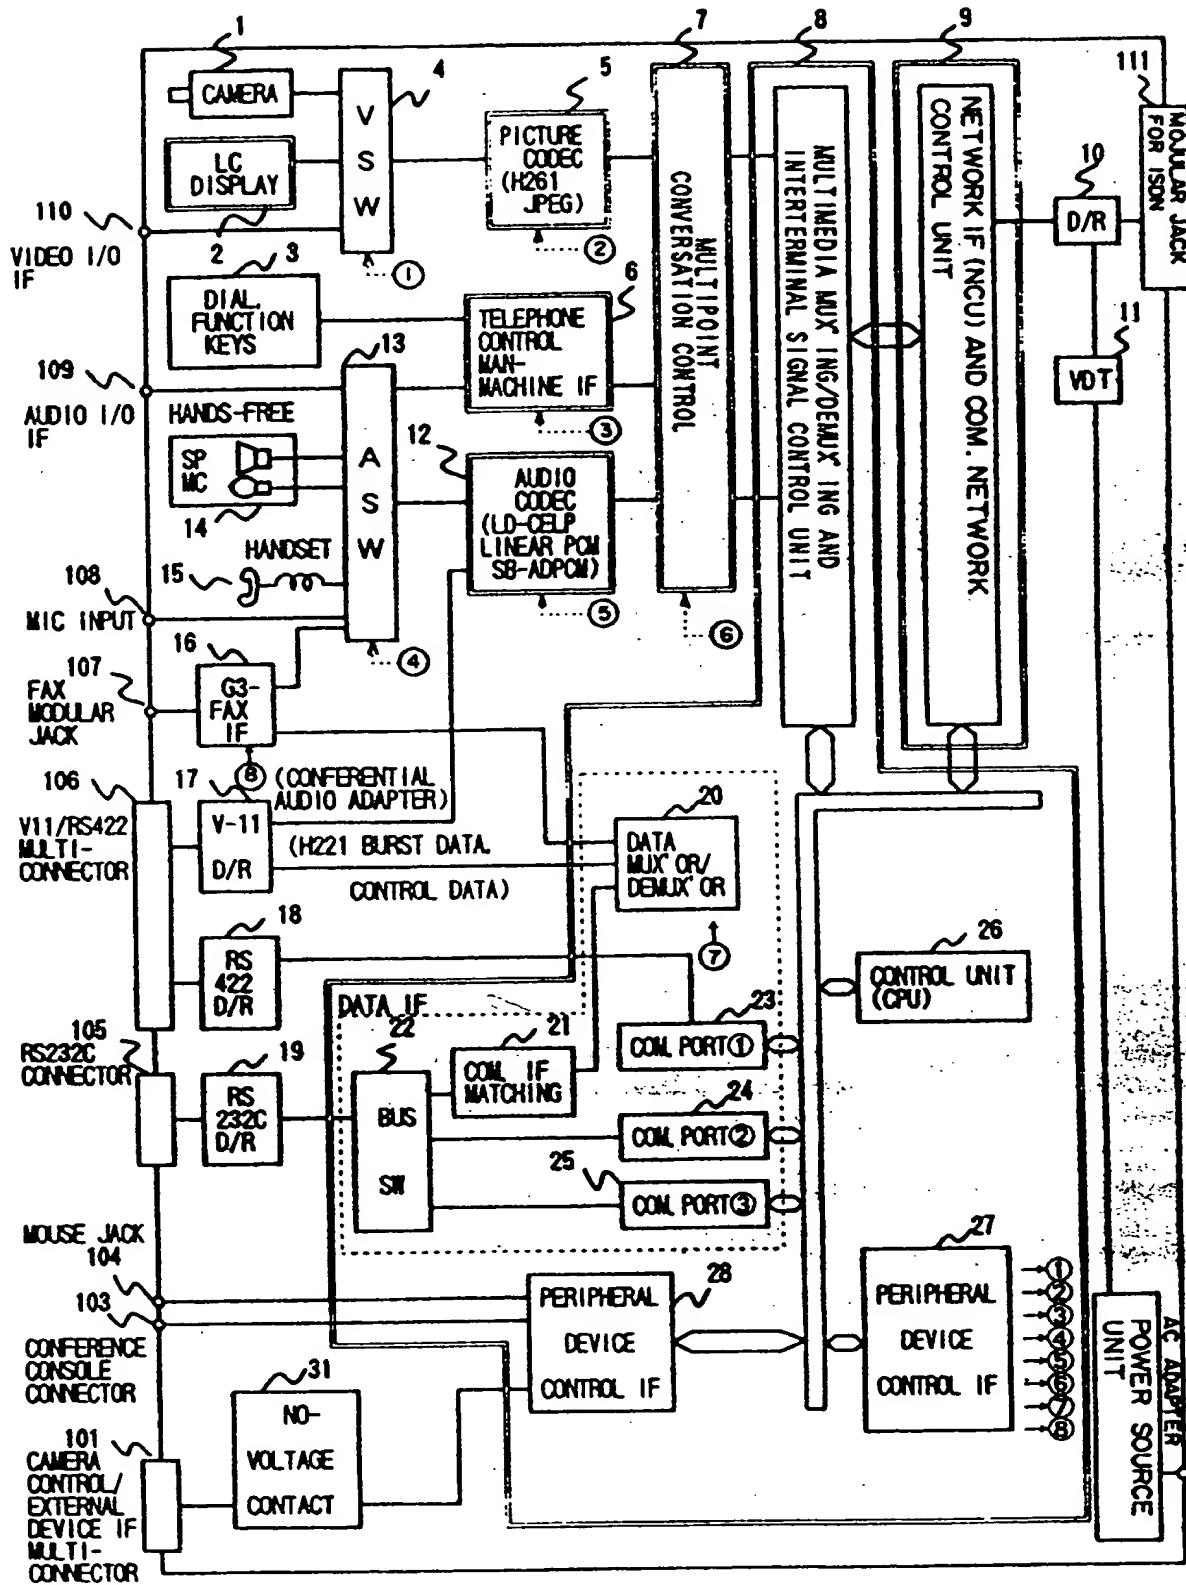 1
4
5
7
8
9
111
CAMERA
V
S
W
LC
DISPLAY
2
110
VIDEO I/O
IF
①
PICTURE
CODEC
(H261
JPEG)
②
MULTIPOINT
CONVERSATION CONTROL
MULTIMEDIA MUX'ING/DEMUX'ING AND
INTERTERMINAL SIGNAL CONTROL UNIT
NETWORK IF (NCU) AND COM. NETWORK
CONTROL UNIT
10
D/R
MOJULAR JACK
FOR ISDN
11
VDT
3
DIAL.
FUNCTION
KEYS
6
TELEPHONE
CONTROL
MAN-
MACHINE IF
③
109
AUDIO I/O
IF
13
A
S
W
HANDS-FREE
SP
MC
14
12
AUDIO
CODEC
(LD-CELP
LINEAR PCM
SB-ADPCM)
⑤
⑥
HANDSET
15
108
MIC INPUT
④
16
G3-
FAX
IF
⑧
107
FAX
MODULAR
JACK
106
V11/RS422
MULTI-
CONNECTOR
17
V-11
D/R
(CONFERENTIAL
AUDIO ADAPTER)
(H221 BURST DATA.
CONTROL DATA)
20
DATA
MUX'OR/
DEMUX'OR
⑦
18
RS
422
D/R
26
CONTROL UNIT
(CPU)
105
RS232C
CONNECTOR
19
RS
232C
D/R
DATA IF
22
BUS
SW
21
COM. IF
MATCHING
23
COM. PORT①
24
COM. PORT②
25
COM. PORT③
MOUSE JACK
104
103
CONFERENCE
CONSOLE
CONNECTOR
28
PERIPHERAL
DEVICE
CONTROL IF
27
PERIPHERAL
DEVICE
CONTROL IF
①
②
③
④
⑤
⑥
⑦
⑧
POWER SOURCE
UNIT
AC ADAPTER
31
NO-
VOLTAGE
CONTACT
101
CAMERA
CONTROL/
EXTERNAL
DEVICE IF
MULTI-
CONNECTOR